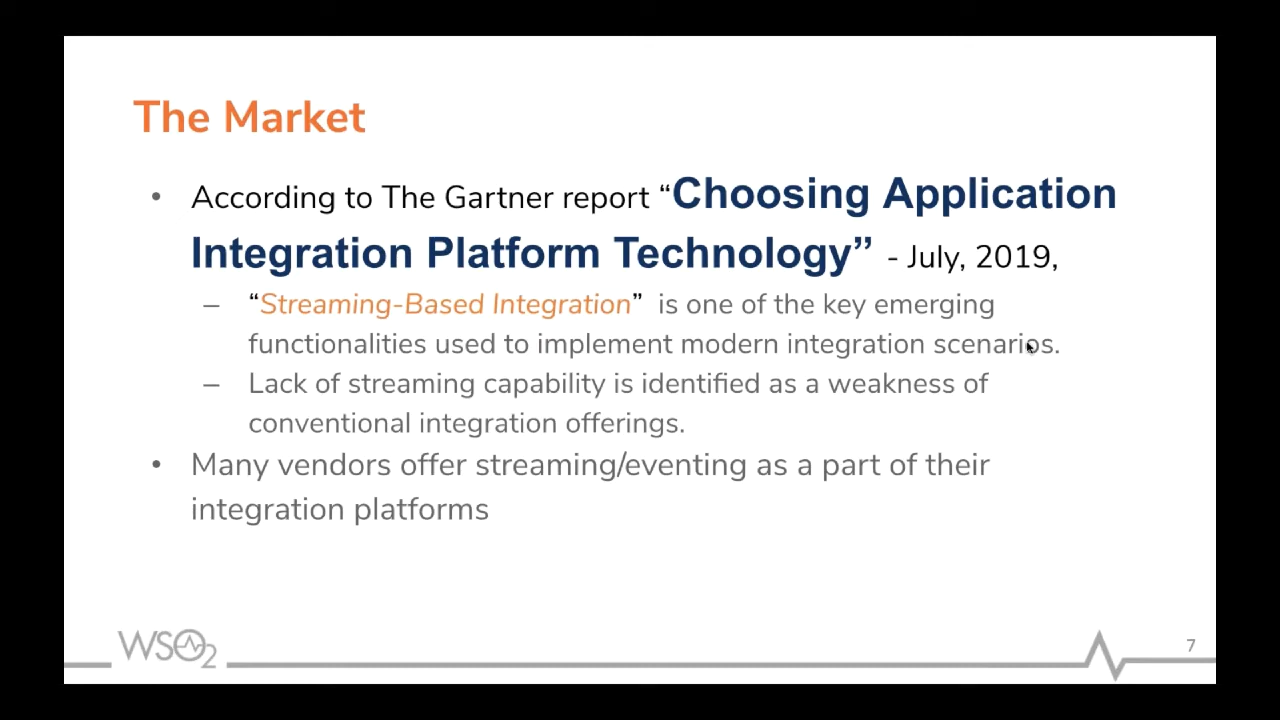 The Market
• According to The Gartner report “Choosing Application
Integration Platform Technology” - July, 2019,
– “Streaming-Based Integration” is one of the key emerging
functionalities used to implement modern integration scenarios.
– Lack of streaming capability is identified as a weakness of
conventional integration offerings.
• Many vendors offer streaming/eventing as a part of their
integration platforms
WSO2
7